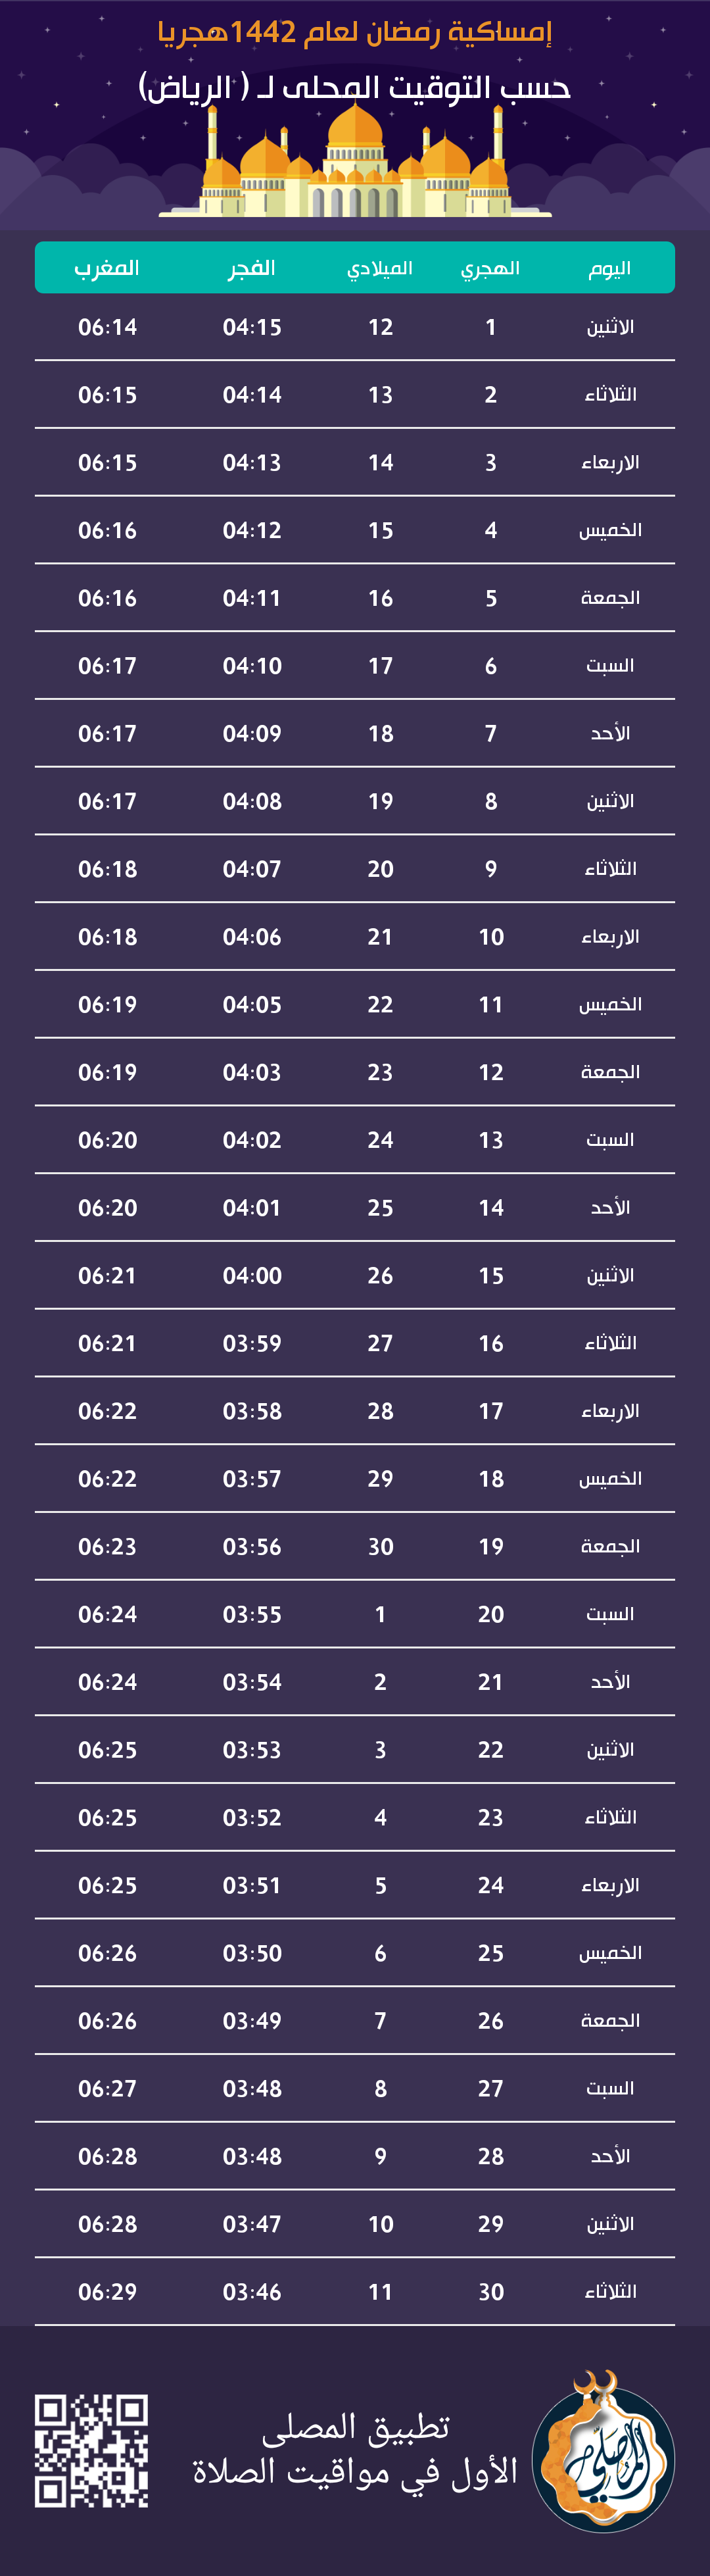 إمساكية رمضان لعام 1442هجريا
حسب التوقيت المحلى لـ ( الرياض)
اليوم الهجري الميلادي الفجر المغرب
الاثنين 1 12 04:15 06:14
الثلاثاء 2 13 04:14 06:15
الاربعاء 3 14 04:13 06:15
الخميس 4 15 04:12 06:16
الجمعة 5 16 04:11 06:16
السبت 6 17 04:10 06:17
الأحد 7 18 04:09 06:17
الاثنين 8 19 04:08 06:17
الثلاثاء 9 20 04:07 06:18
الاربعاء 10 21 04:06 06:18
الخميس 11 22 04:05 06:19
الجمعة 12 23 04:03 06:19
السبت 13 24 04:02 06:20
الأحد 14 25 04:01 06:20
الاثنين 15 26 04:00 06:21
الثلاثاء 16 27 03:59 06:21
الاربعاء 17 28 03:58 06:22
الخميس 18 29 03:57 06:22
الجمعة 19 30 03:56 06:23
السبت 20 1 03:55 06:24
الأحد 21 2 03:54 06:24
الاثنين 22 3 03:53 06:25
الثلاثاء 23 4 03:52 06:25
الاربعاء 24 5 03:51 06:25
الخميس 25 6 03:50 06:26
الجمعة 26 7 03:49 06:26
السبت 27 8 03:48 06:27
الأحد 28 9 03:48 06:28
الاثنين 29 10 03:47 06:28
الثلاثاء 30 11 03:46 06:29
المصلى
تطبيق المصلى
الأول في مواقيت الصلاة